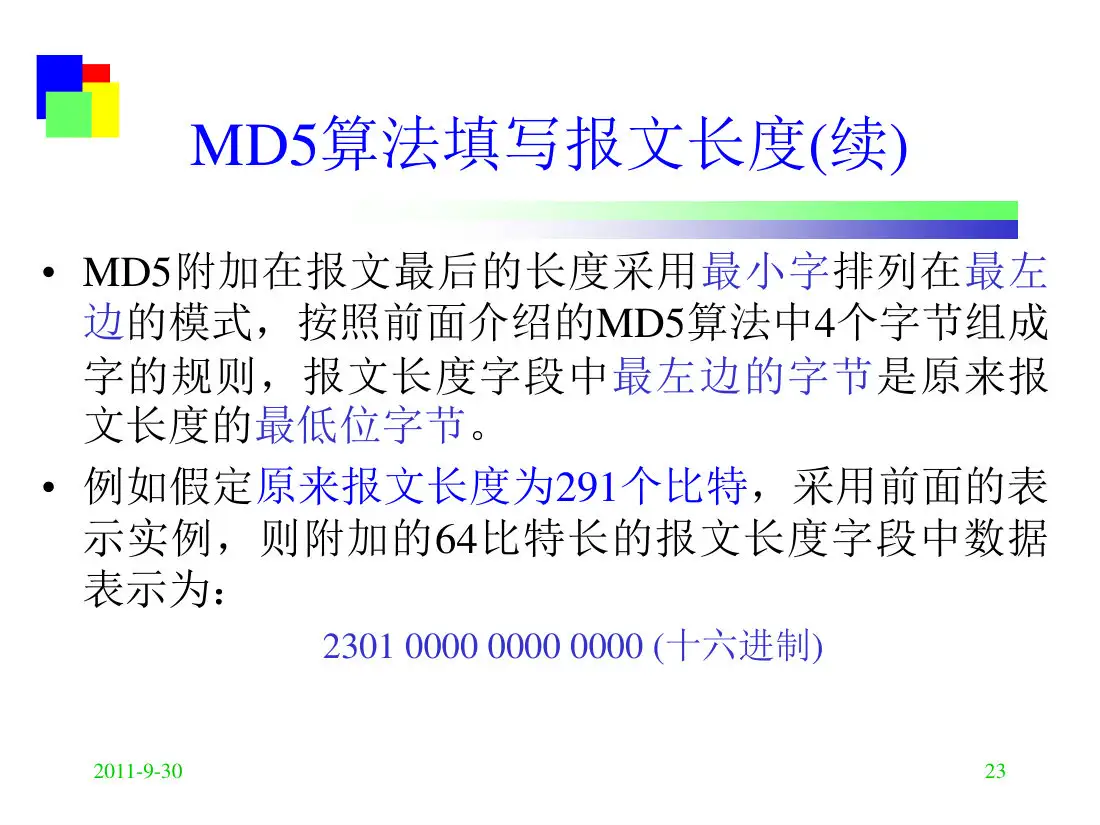 MD5算法填写报文长度(续)
• MD5附加在报文最后的长度采用最小字排列在最左
边的模式，按照前面介绍的MD5算法中4个字节组成
字的规则，报文长度字段中最左边的字节是原来报
文长度的最低位字节。
• 例如假定原来报文长度为291个比特，采用前面的表
示实例，则附加的64比特长的报文长度字段中数据
表示为：
2301 0000 0000 0000 (十六进制)
2011-9-30
23